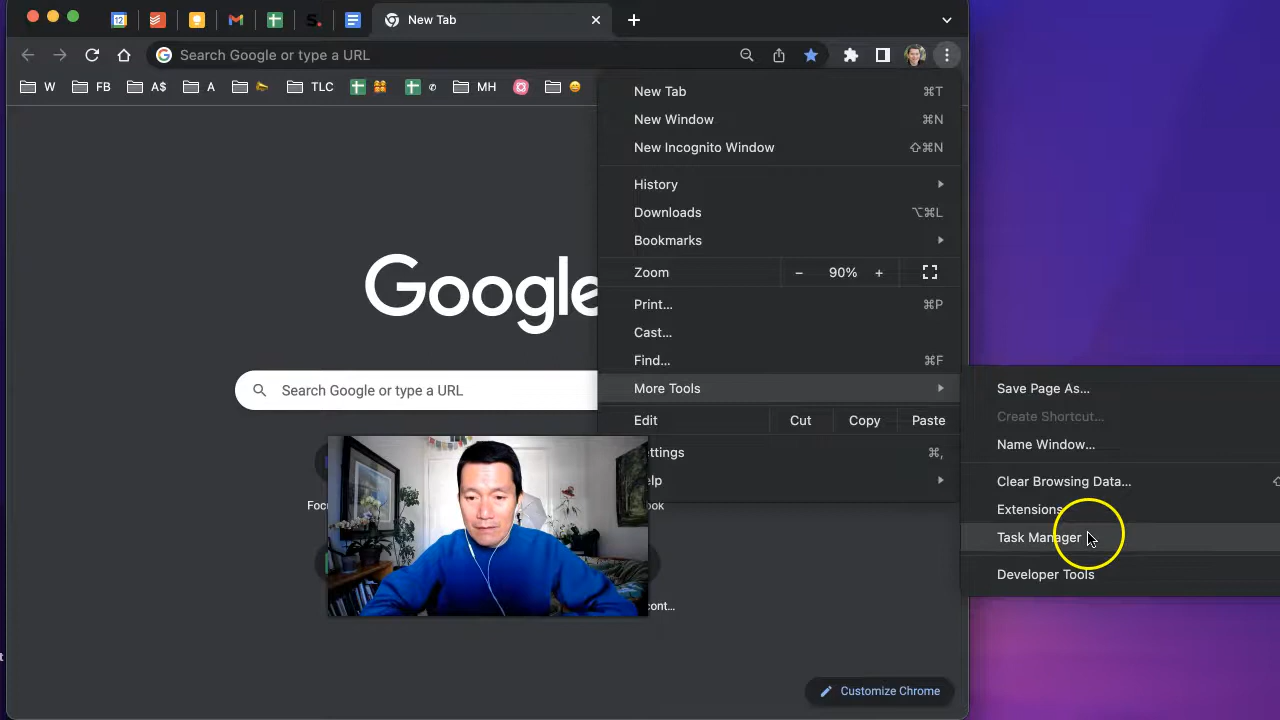 New Tab
Search Google or type a URL
W
FB
A$
A
TLC
MH
New Tab ⌘T
New Window ⌘N
New Incognito Window ⇧⌘N
History
Downloads ⌥⌘L
Bookmarks
Zoom − 90% +
Print... ⌘P
Cast...
Find... ⌘F
More Tools
Edit Cut Copy Paste
ettings ⌘,
elp
Save Page As...
Create Shortcut...
Name Window...
Clear Browsing Data...
Extensions
Task Manager
Developer Tools
Google
Search Google or type a URL
Foc
ook
ont...
Customize Chrome